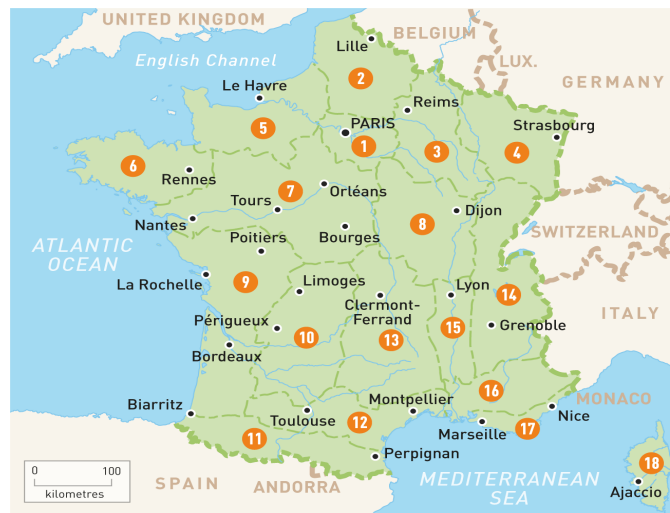 UNITED KINGDOM
BELGIUM
Lille
English Channel
LUX.
2
GERMANY
Le Havre
Reims
PARIS
5
Strasbourg
1
3
4
6
Rennes
7
Orléans
Tours
Dijon
Nantes
8
Bourges
SWITZERLAND
Poitiers
ATLANTIC
OCEAN
La Rochelle
9
Limoges
Lyon
14
Clermont-
Ferrand
ITALY
Périgueux
10
13
15
Grenoble
Bordeaux
16
Biarritz
Montpellier
MONACO
Toulouse
12
Nice
17
Marseille
11
Perpignan
18
0
100
kilometres
SPAIN
ANDORRA
MEDITERRANEAN
SEA
Ajaccio